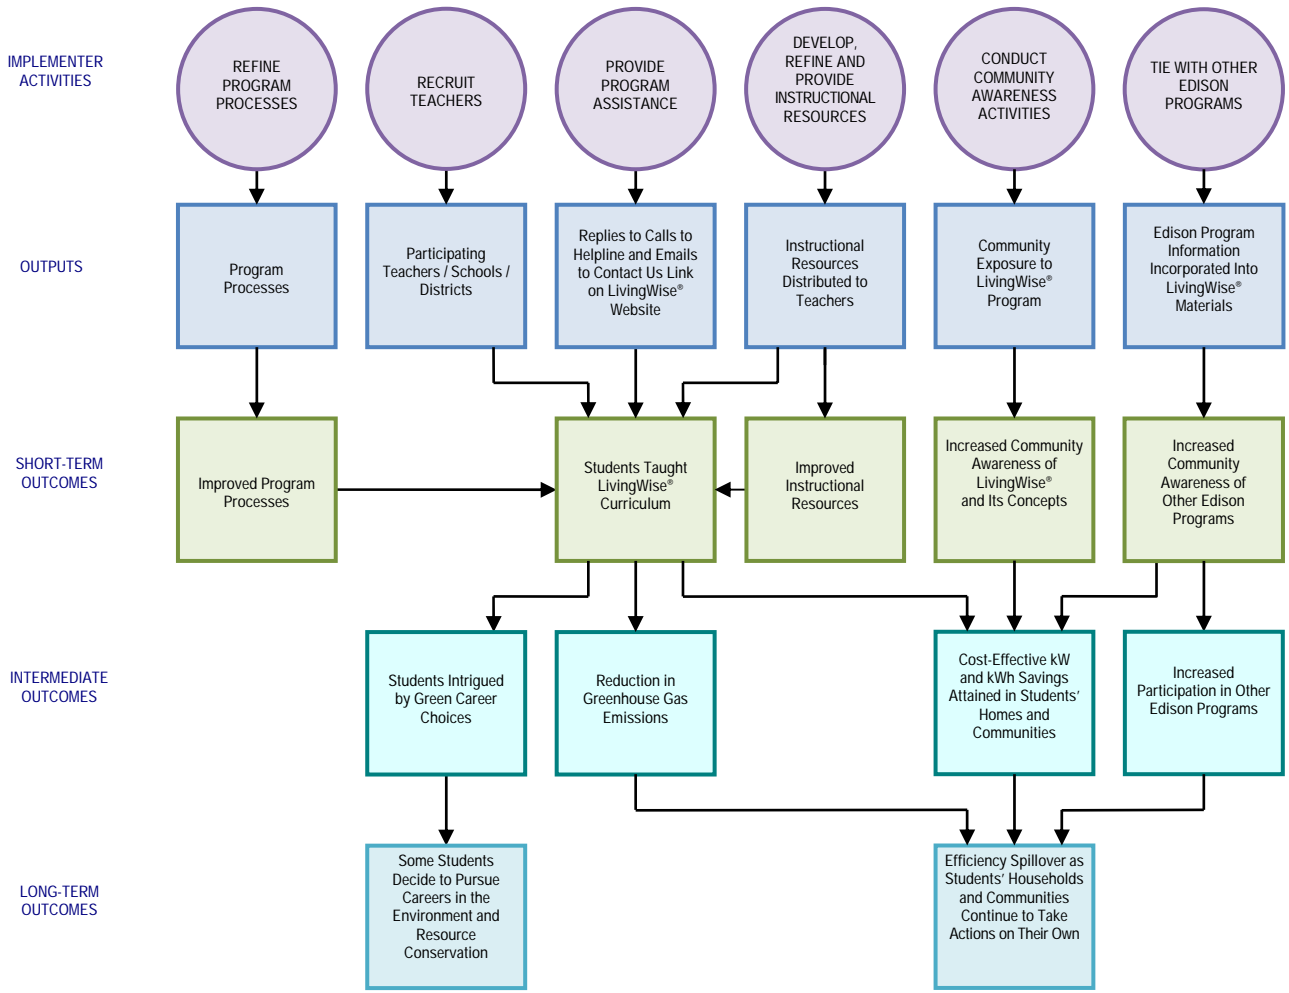 IMPLEMENTER
ACTIVITIES
REFINE
PROGRAM
PROCESSES
RECRUIT
TEACHERS
PROVIDE
PROGRAM
ASSISTANCE
DEVELOP,
REFINE AND
PROVIDE
INSTRUCTIONAL
RESOURCES
CONDUCT
COMMUNITY
AWARENESS
ACTIVITIES
TIE WITH OTHER
EDISON
PROGRAMS
OUTPUTS
Program
Processes
Participating
Teachers / Schools /
Districts
Replies to Calls to
Helpline and Emails
to Contact Us Link
on LivingWise®
Website
Instructional
Resources
Distributed to
Teachers
Community
Exposure to
LivingWise®
Program
Edison Program
Information
Incorporated Into
LivingWise®
Materials
SHORT-TERM
OUTCOMES
Improved Program
Processes
Students Taught
LivingWise®
Curriculum
Improved
Instructional
Resources
Increased Community
Awareness of
LivingWise®
and Its Concepts
Increased
Community
Awareness of
Other Edison
Programs
INTERMEDIATE
OUTCOMES
Students Intrigued
by Green Career
Choices
Reduction in
Greenhouse Gas
Emissions
Cost-Effective kW
and kWh Savings
Attained in Students’
Homes and
Communities
Increased
Participation in Other
Edison Programs
LONG-TERM
OUTCOMES
Some Students
Decide to Pursue
Careers in the
Environment and
Resource
Conservation
Efficiency Spillover as
Students’ Households
and Communities
Continue to Take
Actions on Their Own